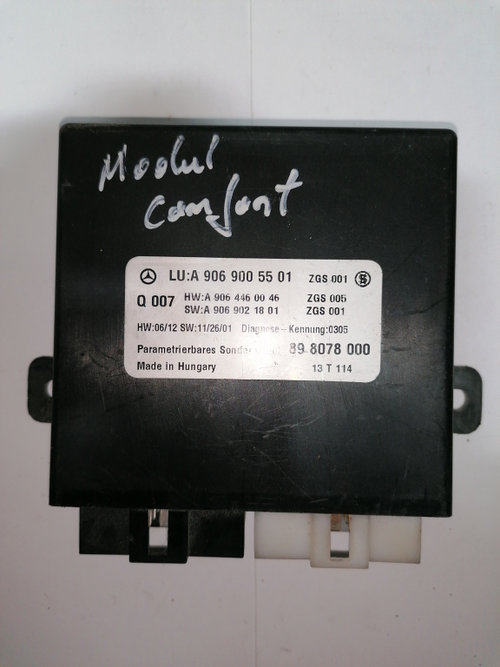 Modul
Comfort
LU:A 906 900 55 01 ZGS 001
Q 007 HW:A 906 446 00 46 ZGS 005
SW:A 906 902 18 01 ZGS 001
HW:06/12 SW:11/26/01 Diagnose-Kennung:0305
Parametrierbares Sonder 89 8078 000
Made in Hungary 13 T 114